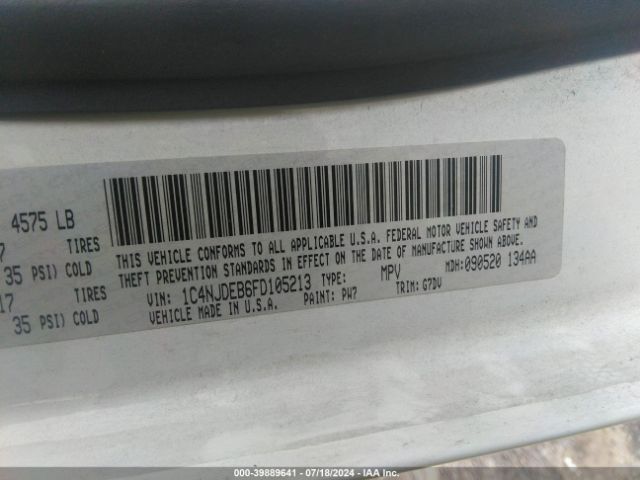 4575 LB
7 TIRES
35 PSI) COLD
17 TIRES
35 PSI) COLD
THIS VEHICLE CONFORMS TO ALL APPLICABLE U.S.A. FEDERAL MOTOR VEHICLE SAFETY AND
THEFT PREVENTION STANDARDS IN EFFECT ON THE DATE OF MANUFACTURE SHOWN ABOVE.
VIN: 1C4NJDEB6FD105213 TYPE: MPV MDH: 090520 134AA
VEHICLE MADE IN U.S.A. PAINT: PW7 TRIM: G7DV
000-39889641 - 07/18/2024 - IAA Inc.